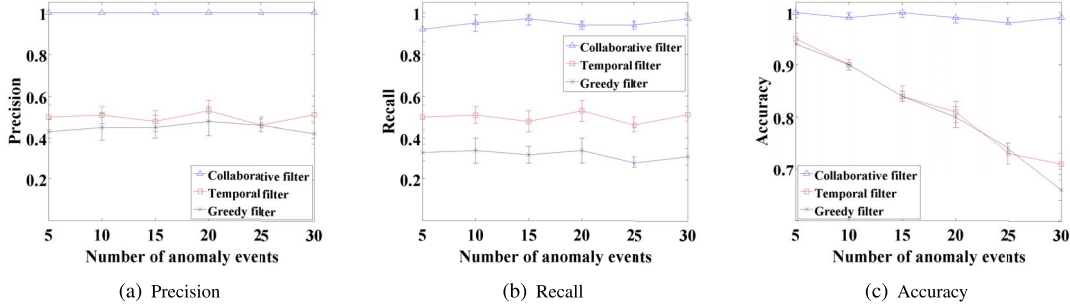 1
0.8
0.6
0.4
0.2
Precision
Collaborative filter
Temporal filter
Greedy filter
5 10 15 20 25 30
Number of anomaly events
(a) Precision
1
0.8
0.6
0.4
0.2
Recall
Collaborative filter
Temporal filter
Greedy filter
5 10 15 20 25 30
Number of anomaly events
(b) Recall
1
0.9
0.8
0.7
Accuracy
Collaborative filter
Temporal filter
Greedy filter
5 10 15 20 25 30
Number of anomaly events
(c) Accuracy